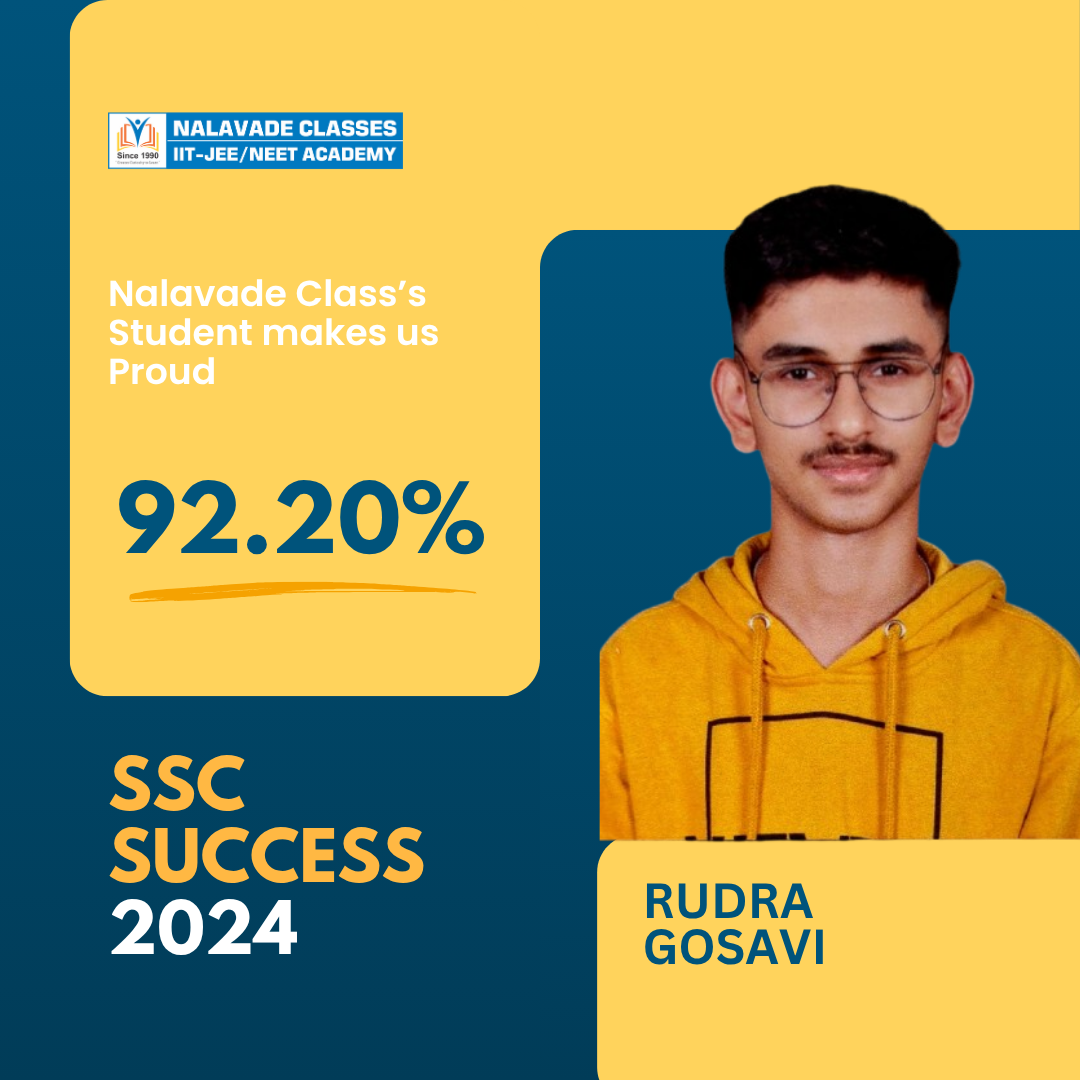 NALAVADE CLASSES
Since 1990
IIT-JEE/NEET ACADEMY
Nalavade Class’s
Student makes us
Proud
92.20%
SSC
SUCCESS
2024
RUDRA
GOSAVI